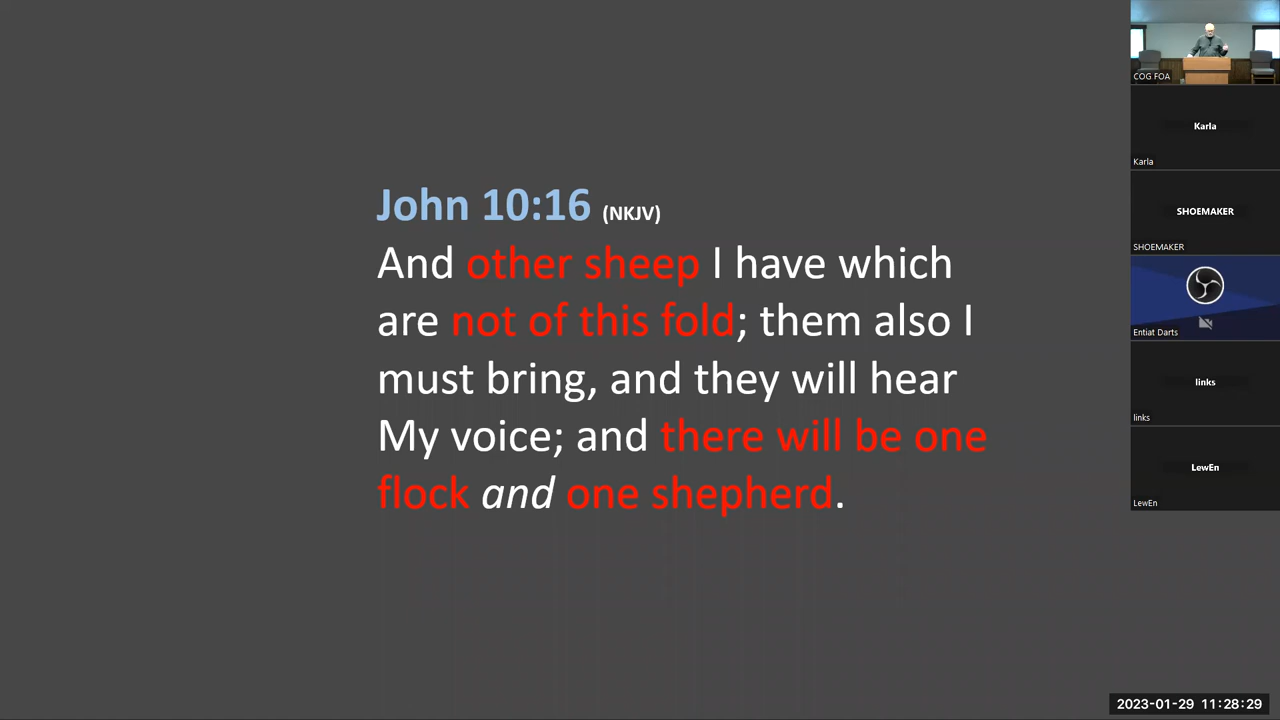 John 10:16 (NKJV)
And other sheep I have which
are not of this fold; them also I
must bring, and they will hear
My voice; and there will be one
flock and one shepherd.
COG FOA
Karla
Karla
SHOEMAKER
SHOEMAKER
Entiat Darts
links
links
LewEn
LewEn
2023-01-29 11:28:29